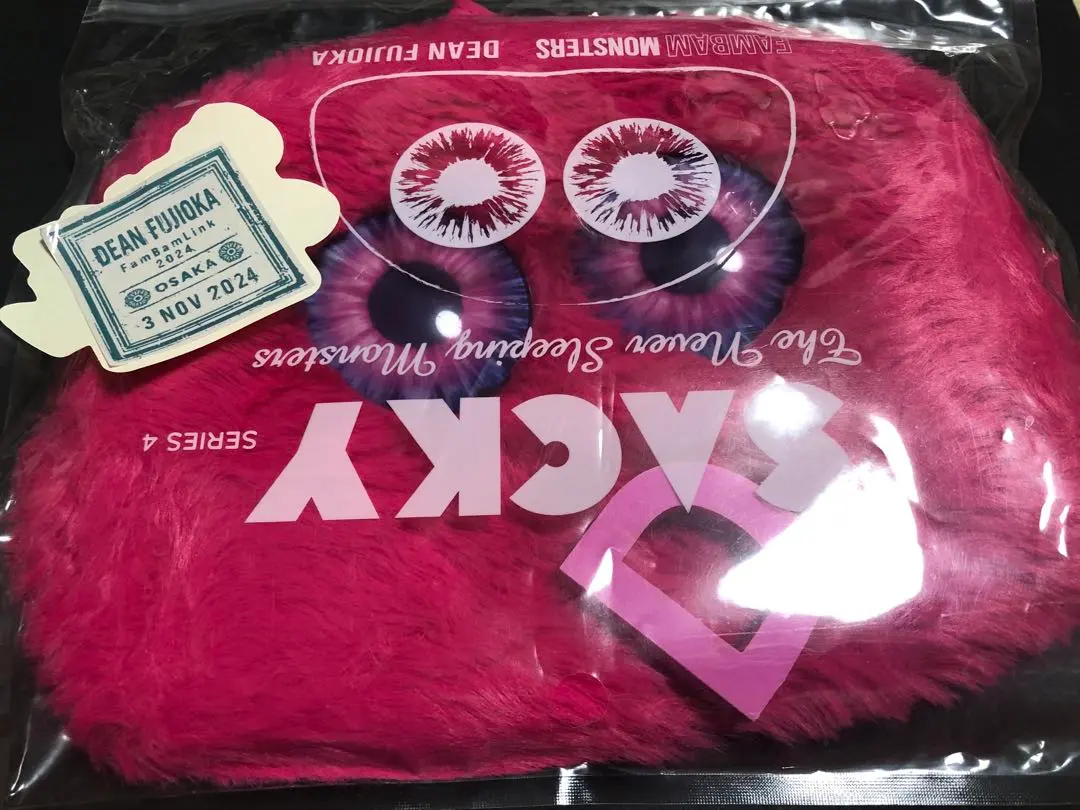 FAMBAM MONSTERS DEAN FUJIOKA
The Never Sleeping Monsters
SACKY
SERIES 4
DEAN FUJIOKA
FamBamLink
2024
OSAKA
3 NOV 2024